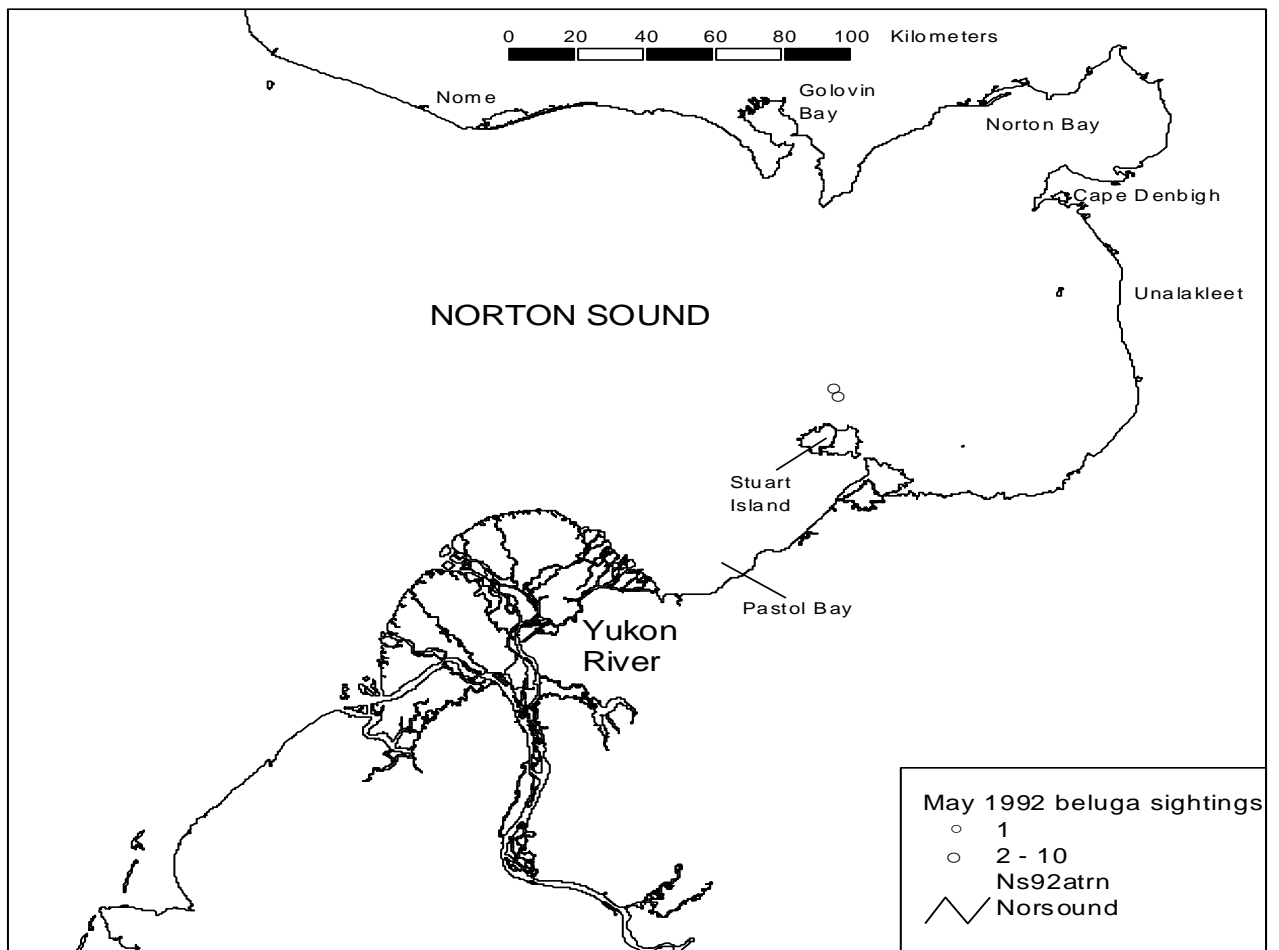 0 20 40 60 80 100 Kilometers
Nome
Golovin
Bay
Norton Bay
Cape Denbigh
Unalakleet
NORTON SOUND
Stuart
Island
Pastol Bay
Yukon
River
May 1992 beluga sightings
1
2 - 10
Ns92atrn
Norsound